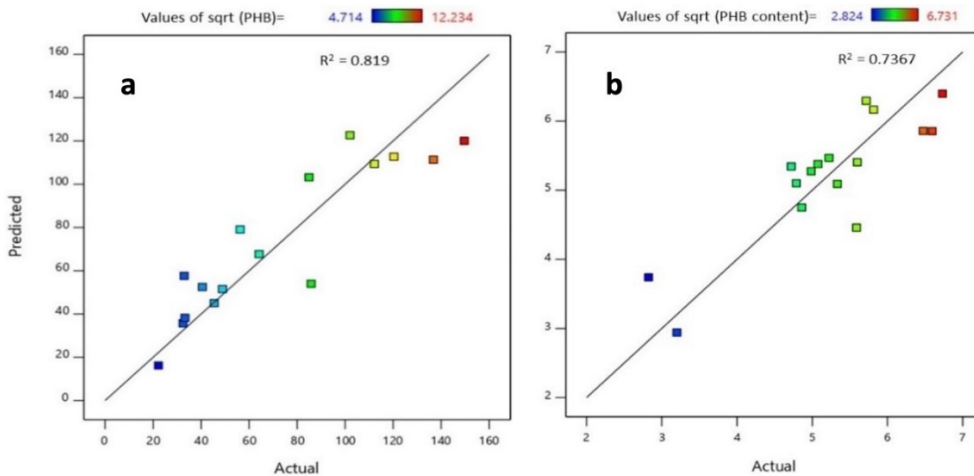 Values of sqrt (PHB)= 4.714 12.234
a
R² = 0.819
160
140
120
100
80
60
40
20
0
Predicted
0 20 40 60 80 100 120 140 160
Actual
Values of sqrt (PHB content)= 2.824 6.731
b
R² = 0.7367
7
6
5
4
3
2
2 3 4 5 6 7
Actual